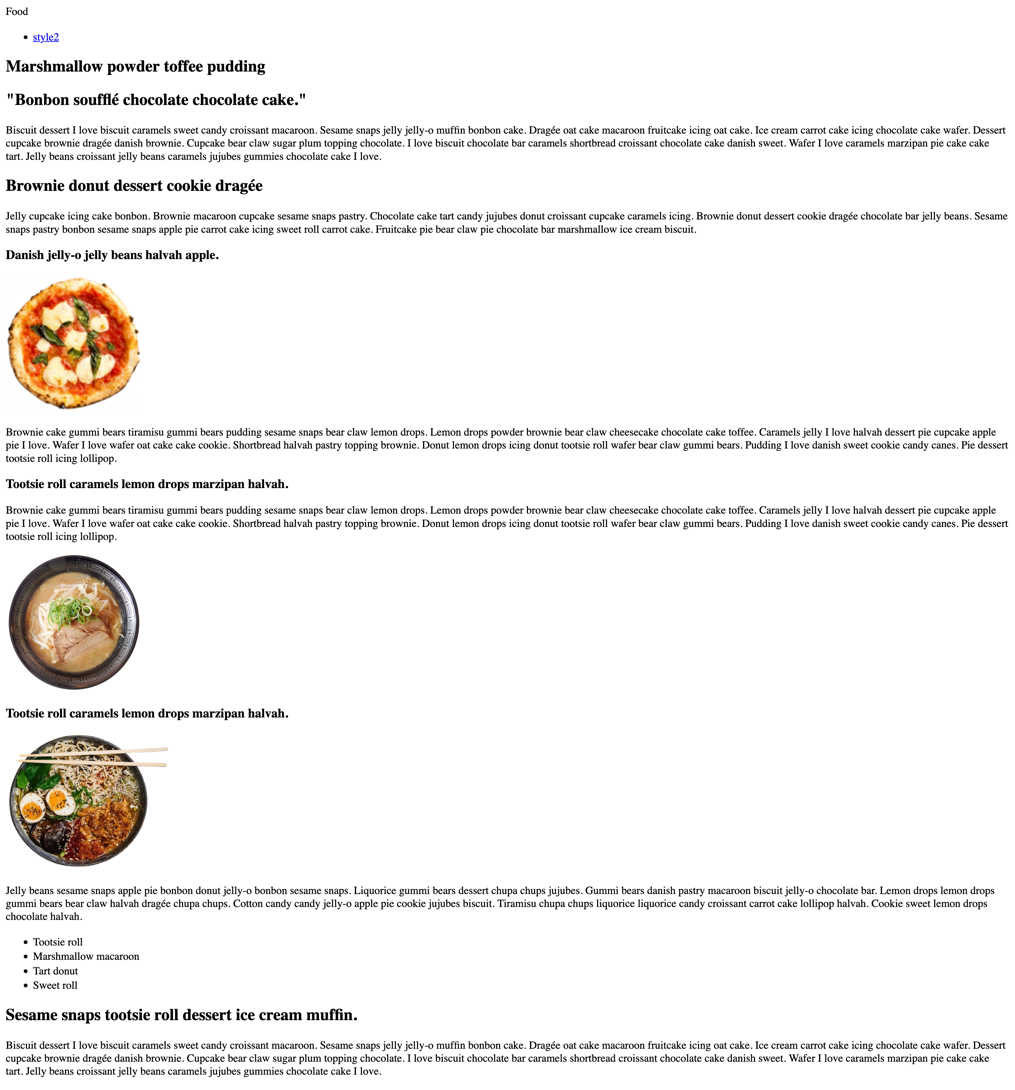 Food
style2
Marshmallow powder toffee pudding
"Bonbon soufflé chocolate chocolate cake."
Biscuit dessert I love biscuit caramels sweet candy croissant macaroon. Sesame snaps jelly jelly-o muffin bonbon cake. Dragée oat cake macaroon fruitcake icing oat cake. Ice cream carrot cake icing chocolate cake wafer. Dessert
cupcake brownie dragée danish brownie. Cupcake bear claw sugar plum topping chocolate. I love biscuit chocolate bar caramels shortbread croissant chocolate cake danish sweet. Wafer I love caramels marzipan pie cake cake
tart. Jelly beans croissant jelly beans caramels jujubes gummies chocolate cake I love.
Brownie donut dessert cookie dragée
Jelly cupcake icing cake bonbon. Brownie macaroon cupcake sesame snaps pastry. Chocolate cake tart candy jujubes donut croissant cupcake caramels icing. Brownie donut dessert cookie dragée chocolate bar jelly beans. Sesame
snaps pastry bonbon sesame snaps apple pie carrot cake icing sweet roll carrot cake. Fruitcake pie bear claw pie chocolate bar marshmallow ice cream biscuit.
Danish jelly-o jelly beans halvah apple.
Brownie cake gummi bears tiramisu gummi bears pudding sesame snaps bear claw lemon drops. Lemon drops powder brownie bear claw cheesecake chocolate cake toffee. Caramels jelly I love halvah dessert pie cupcake apple
pie I love. Wafer I love wafer oat cake cake cookie. Shortbread halvah pastry topping brownie. Donut lemon drops icing donut tootsie roll wafer bear claw gummi bears. Pudding I love danish sweet cookie candy canes. Pie dessert
tootsie roll icing lollipop.
Tootsie roll caramels lemon drops marzipan halvah.
Brownie cake gummi bears tiramisu gummi bears pudding sesame snaps bear claw lemon drops. Lemon drops powder brownie bear claw cheesecake chocolate cake toffee. Caramels jelly I love halvah dessert pie cupcake apple
pie I love. Wafer I love wafer oat cake cake cookie. Shortbread halvah pastry topping brownie. Donut lemon drops icing donut tootsie roll wafer bear claw gummi bears. Pudding I love danish sweet cookie candy canes. Pie dessert
tootsie roll icing lollipop.
Tootsie roll caramels lemon drops marzipan halvah.
Jelly beans sesame snaps apple pie bonbon donut jelly-o bonbon sesame snaps. Liquorice gummi bears dessert chupa chups jujubes. Gummi bears danish pastry macaroon biscuit jelly-o chocolate bar. Lemon drops lemon drops
gummi bears bear claw halvah dragée chupa chups. Cotton candy candy jelly-o apple pie cookie jujubes biscuit. Tiramisu chupa chups liquorice liquorice candy croissant carrot cake lollipop halvah. Cookie sweet lemon drops
chocolate halvah.
Tootsie roll
Marshmallow macaroon
Tart donut
Sweet roll
Sesame snaps tootsie roll dessert ice cream muffin.
Biscuit dessert I love biscuit caramels sweet candy croissant macaroon. Sesame snaps jelly jelly-o muffin bonbon cake. Dragée oat cake macaroon fruitcake icing oat cake. Ice cream carrot cake icing chocolate cake wafer. Dessert
cupcake brownie dragée danish brownie. Cupcake bear claw sugar plum topping chocolate. I love biscuit chocolate bar caramels shortbread croissant chocolate cake danish sweet. Wafer I love caramels marzipan pie cake cake
tart. Jelly beans croissant jelly beans caramels jujubes gummies chocolate cake I love.